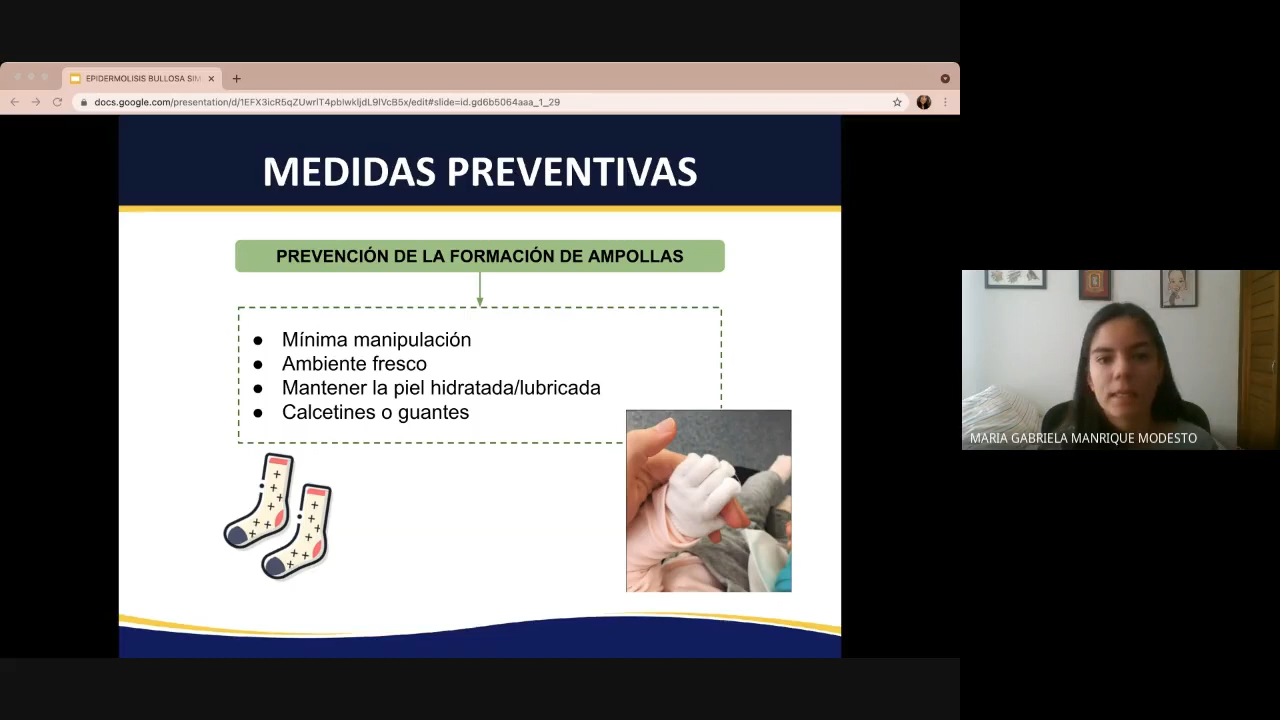 EPIDERMOLISIS BULLOSA SIM
docs.google.com/presentation/d/1EFX3icR5qZUwrlT4pblwkljdL9lVcB5x/edit#slide=id.gd6b5064aaa_1_29
MEDIDAS PREVENTIVAS
PREVENCIÓN DE LA FORMACIÓN DE AMPOLLAS
● Mínima manipulación
● Ambiente fresco
● Mantener la piel hidratada/lubricada
● Calcetines o guantes
MARIA GABRIELA MANRIQUE MODESTO